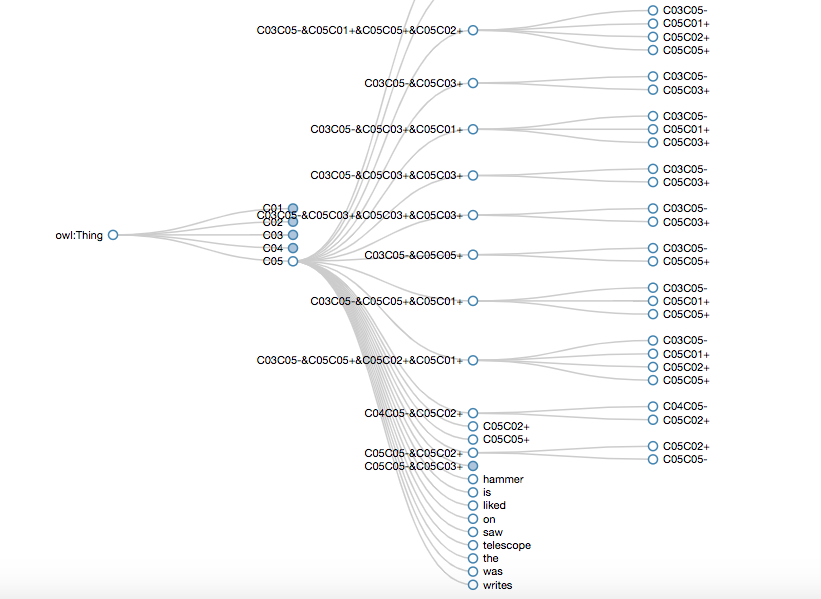 C03C05-&C05C01+&C05C05+&C05C02+
C03C05-
C05C01+
C05C02+
C05C05+
C03C05-&C05C03+
C03C05-
C05C03+
C03C05-&C05C03+&C05C01+
C03C05-
C05C01+
C05C03+
C03C05-&C05C03+&C05C03+
C03C05-
C05C03+
owl:Thing
C01
C03C05-&C05C03+&C05C03+&C05C03+
C02
C03
C04
C05
C03C05-
C05C03+
C03C05-&C05C05+
C03C05-
C05C05+
C03C05-&C05C05+&C05C01+
C03C05-
C05C01+
C05C05+
C03C05-&C05C05+&C05C02+&C05C01+
C03C05-
C05C01+
C05C02+
C05C05+
C04C05-&C05C02+
C04C05-
C05C02+
C05C02+
C05C05+
C05C05-&C05C02+
C05C02+
C05C05-
C05C05-&C05C03+
hammer
is
liked
on
saw
telescope
the
was
writes